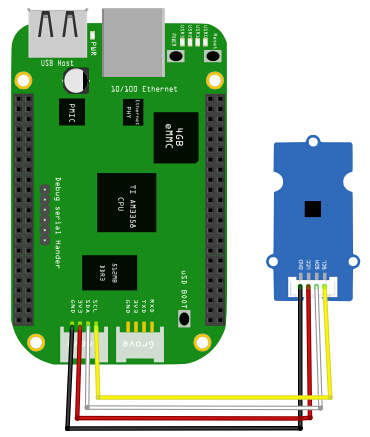 USB Host
PWR
USR3
USR2
USR1
USR0
POWER
Reset
10/100 Ethernet
PMIC
Ethernet
PHY
4GB
eMMC
TI AM3358
CPU
Debug serial Hander
512MB
DDR3
uSD BOOT
GND
3V3
SDA
SCL
GND
3V3
TXD
RXD
Grove
GND
VCC
SDA
SCL